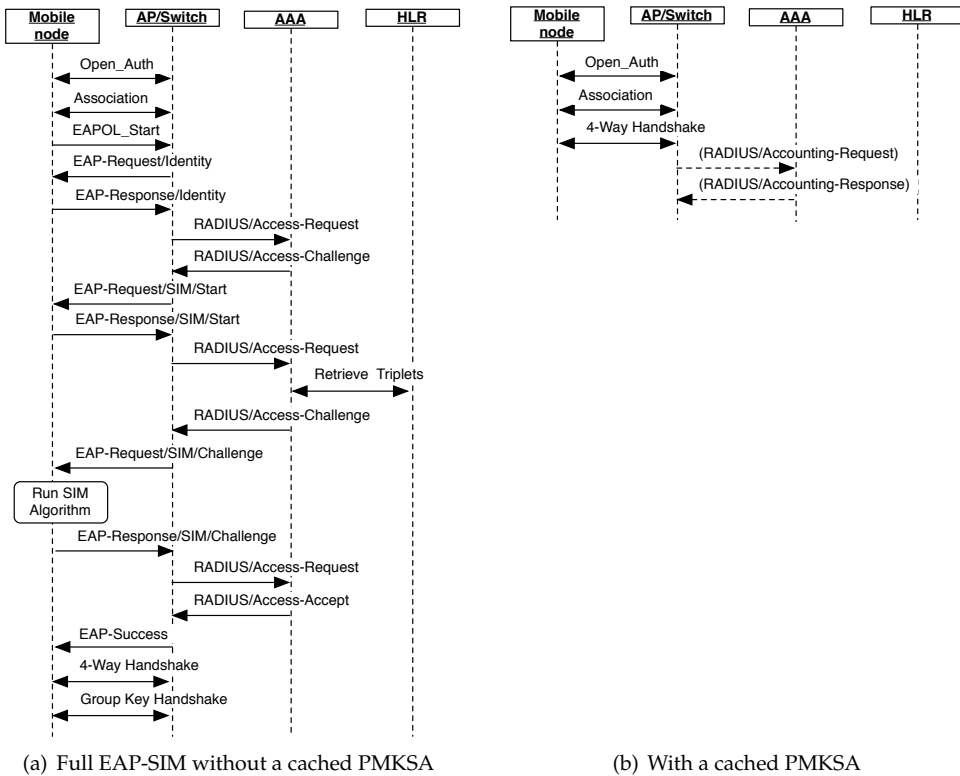 Mobile
node
AP/Switch
AAA
HLR
Open_Auth
Association
EAPOL_Start
EAP-Request/Identity
EAP-Response/Identity
RADIUS/Access-Request
RADIUS/Access-Challenge
EAP-Request/SIM/Start
EAP-Response/SIM/Start
RADIUS/Access-Request
Retrieve Triplets
RADIUS/Access-Challenge
EAP-Request/SIM/Challenge
Run SIM
Algorithm
EAP-Response/SIM/Challenge
RADIUS/Access-Request
RADIUS/Access-Accept
EAP-Success
4-Way Handshake
Group Key Handshake
(a) Full EAP-SIM without a cached PMKSA
Mobile
node
AP/Switch
AAA
HLR
Open_Auth
Association
4-Way Handshake
(RADIUS/Accounting-Request)
(RADIUS/Accounting-Response)
(b) With a cached PMKSA